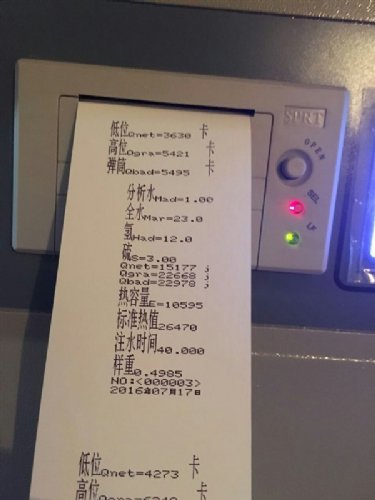 SPRT
OPEN
SEL
LF
低位Qnet=3630 卡
高位Qgra=5421 卡
弹筒Qbad=5495 卡
分析水Mad=1.00
全水Mar=23.0
氢Had=12.0
硫S=3.00
Qnet=15177 j
Qgra=22668 j
Qbad=22978 j
热容量E=10595
标准热值26470
注水时间40.000
样重0.4985
NO:<000003>
2016年07月17日
低位Qnet=4273 卡
高位 卡